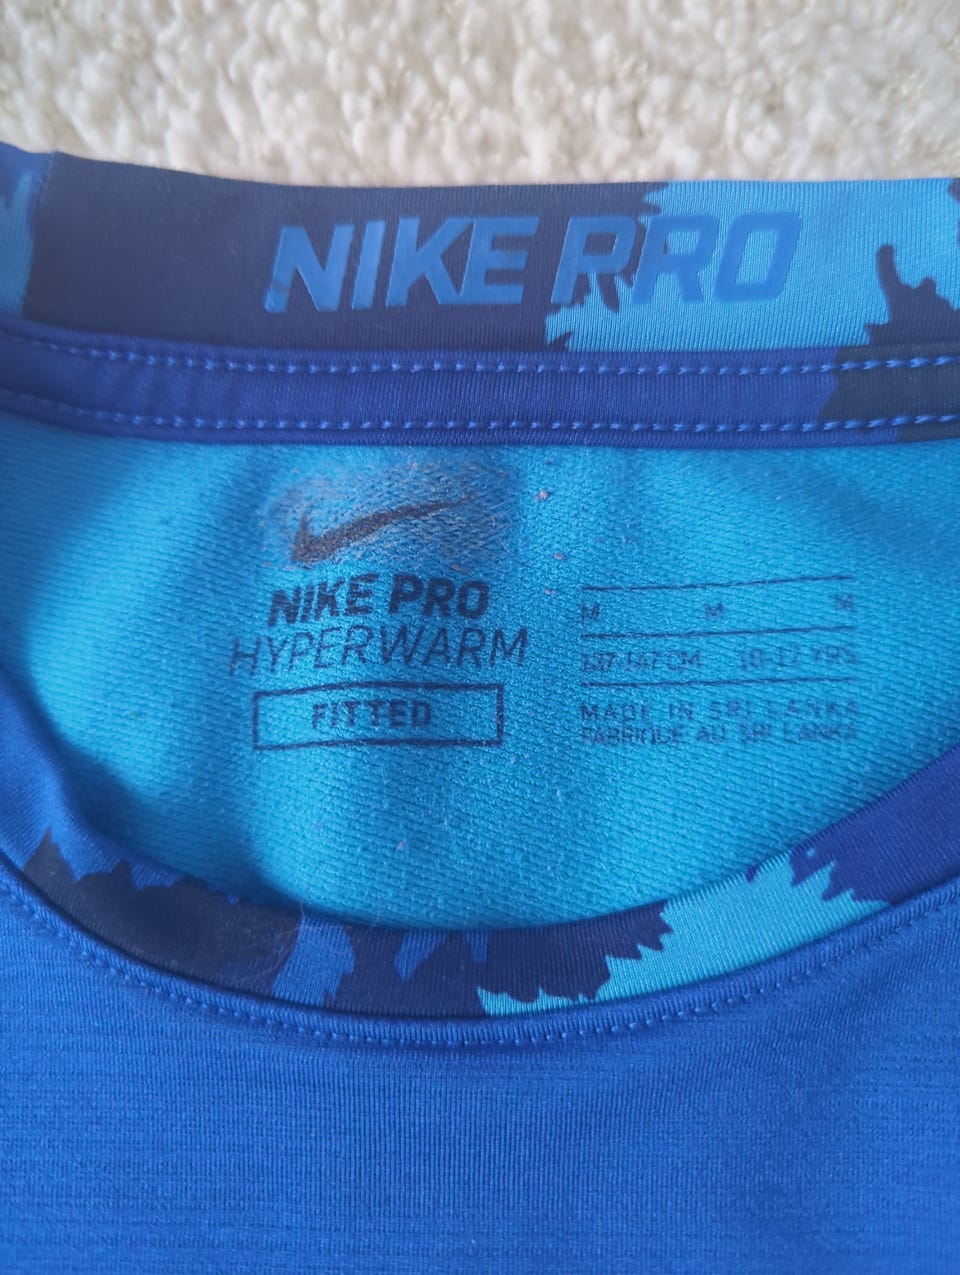 NIKE PRO
NIKE PRO
HYPERWARM
FITTED
M M M
137-147 CM 10-12 YRS
MADE IN SRI LANKA
FABRIQUE AU SRI LANKA